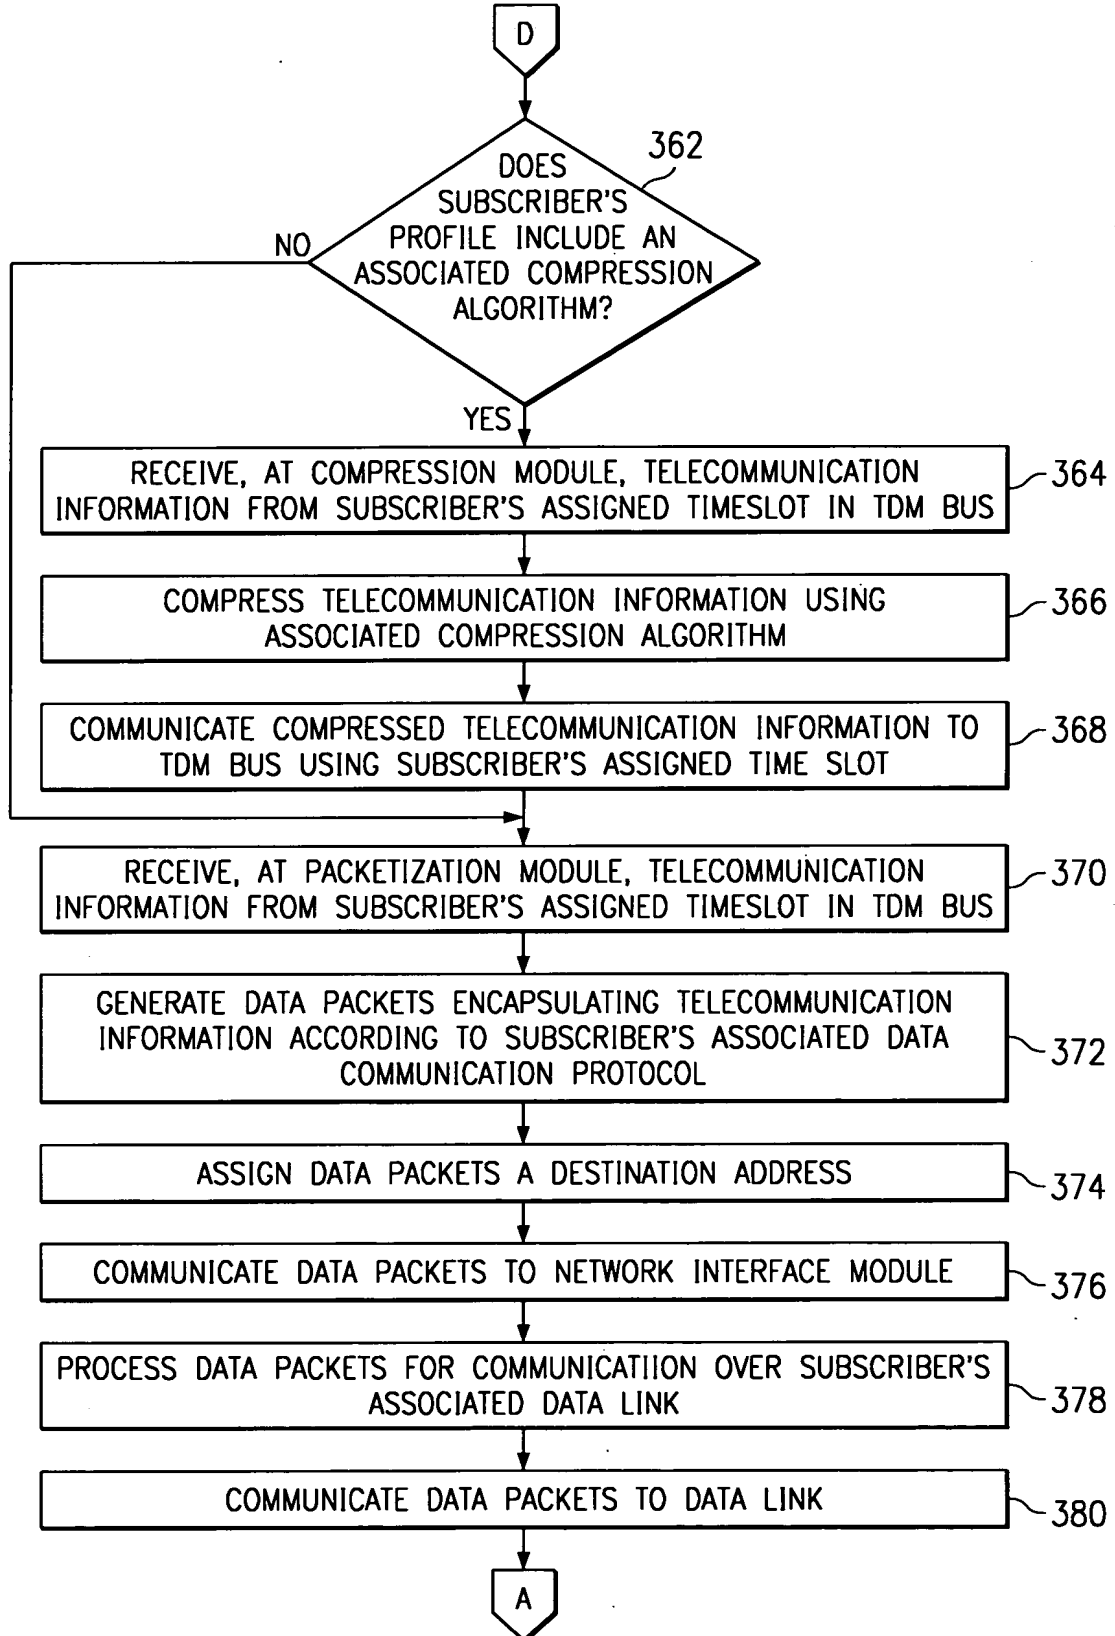 D
362
DOES
SUBSCRIBER'S
PROFILE INCLUDE AN
ASSOCIATED COMPRESSION
ALGORITHM?
NO
YES
RECEIVE, AT COMPRESSION MODULE, TELECOMMUNICATION
INFORMATION FROM SUBSCRIBER'S ASSIGNED TIMESLOT IN TDM BUS
364
COMPRESS TELECOMMUNICATION INFORMATION USING
ASSOCIATED COMPRESSION ALGORITHM
366
COMMUNICATE COMPRESSED TELECOMMUNICATION INFORMATION TO
TDM BUS USING SUBSCRIBER'S ASSIGNED TIME SLOT
368
RECEIVE, AT PACKETIZATION MODULE, TELECOMMUNICATION
INFORMATION FROM SUBSCRIBER'S ASSIGNED TIMESLOT IN TDM BUS
370
GENERATE DATA PACKETS ENCAPSULATING TELECOMMUNICATION
INFORMATION ACCORDING TO SUBSCRIBER'S ASSOCIATED DATA
COMMUNICATION PROTOCOL
372
ASSIGN DATA PACKETS A DESTINATION ADDRESS
374
COMMUNICATE DATA PACKETS TO NETWORK INTERFACE MODULE
376
PROCESS DATA PACKETS FOR COMMUNICATIION OVER SUBSCRIBER'S
ASSOCIATED DATA LINK
378
COMMUNICATE DATA PACKETS TO DATA LINK
380
A